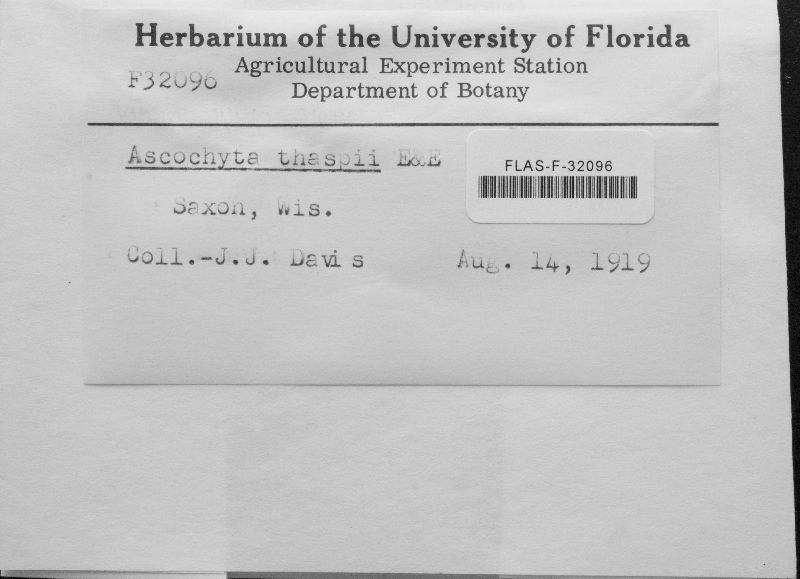 Herbarium of the University of Florida
Agricultural Experiment Station
F32096
Department of Botany
Ascochyta thaspii E&E
FLAS-F-32096
Saxon, Wis.
Coll.-J.J. Davis Aug. 14, 1919